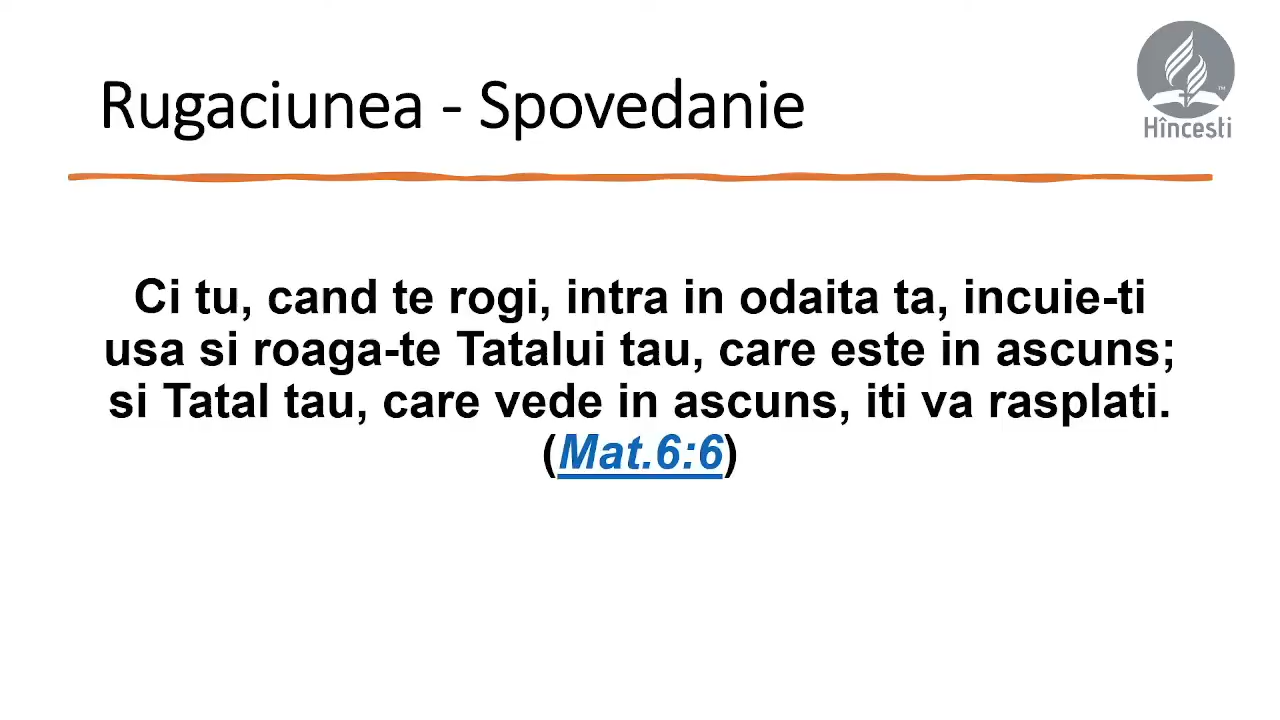 Rugaciunea - Spovedanie
Hîncesti
Ci tu, cand te rogi, intra in odaita ta, incuie-ti
usa si roaga-te Tatalui tau, care este in ascuns;
si Tatal tau, care vede in ascuns, iti va rasplati.
(Mat.6:6)